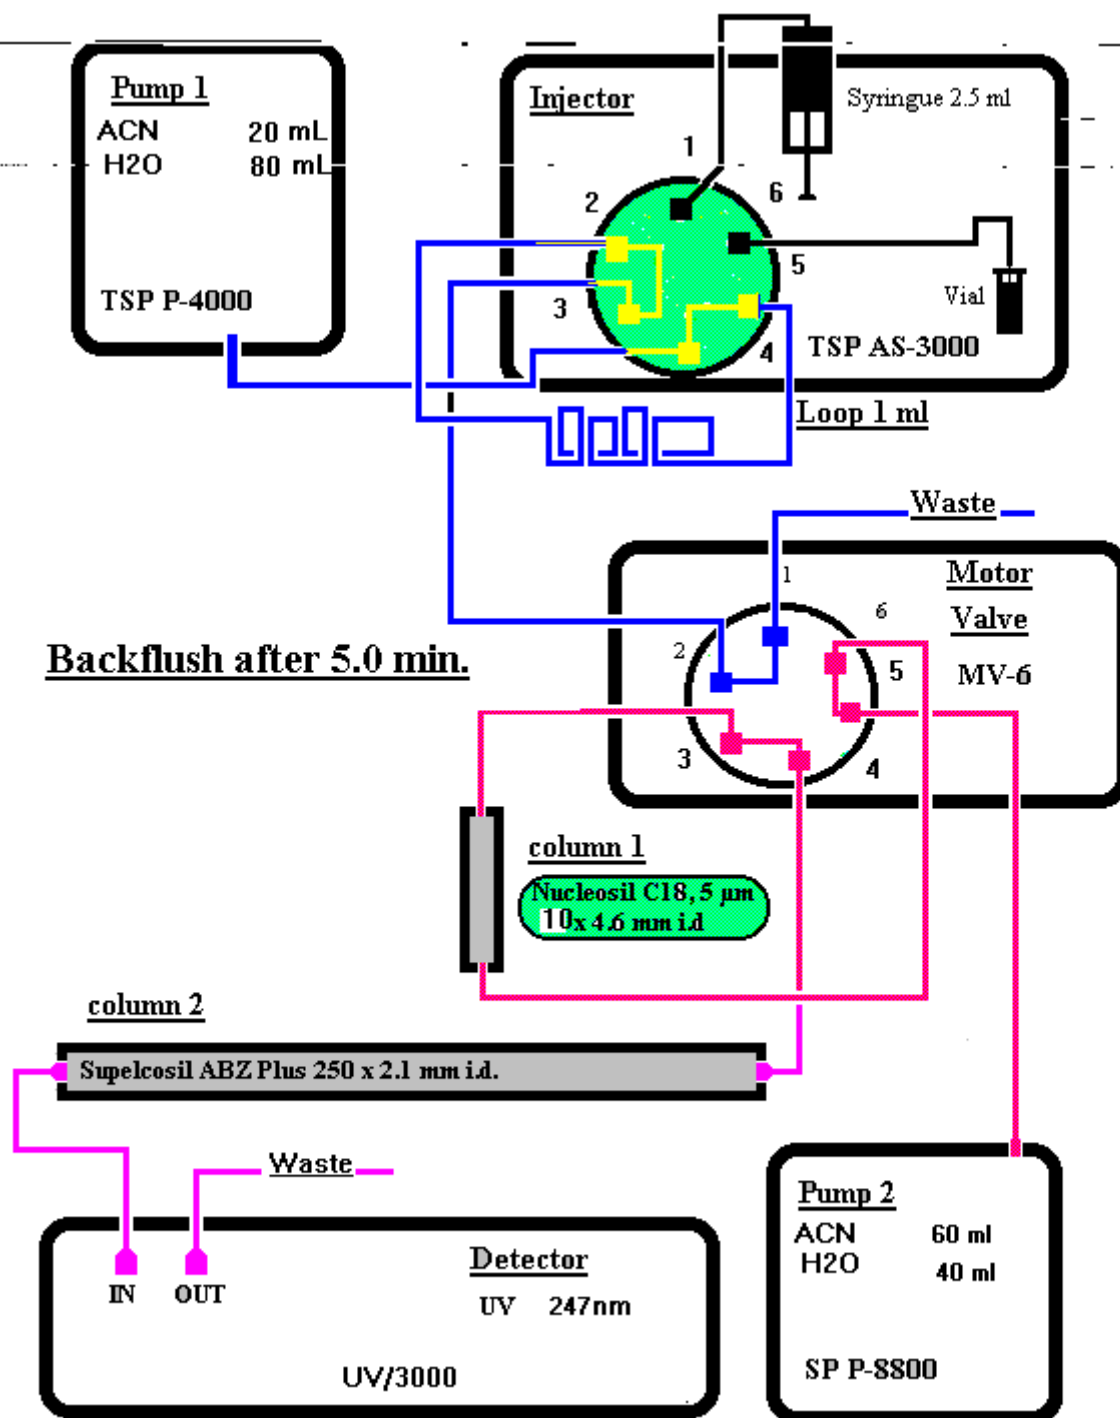 Pump 1
ACN 20 mL
H2O 80 mL
TSP P-4000
Injector
Syringue 2.5 ml
1
2
6
5
3
4
Vial
TSP AS-3000
Loop 1 ml
Waste
Motor
Valve
MV-6
1
6
2
5
3
4
Backflush after 5.0 min.
column 1
Nucleosil C18, 5 µm
10x 4.6 mm i.d
column 2
Supelcosil ABZ Plus 250 x 2.1 mm i.d.
Waste
IN OUT
Detector
UV 247nm
UV/3000
Pump 2
ACN 60 ml
H2O 40 ml
SP P-8800